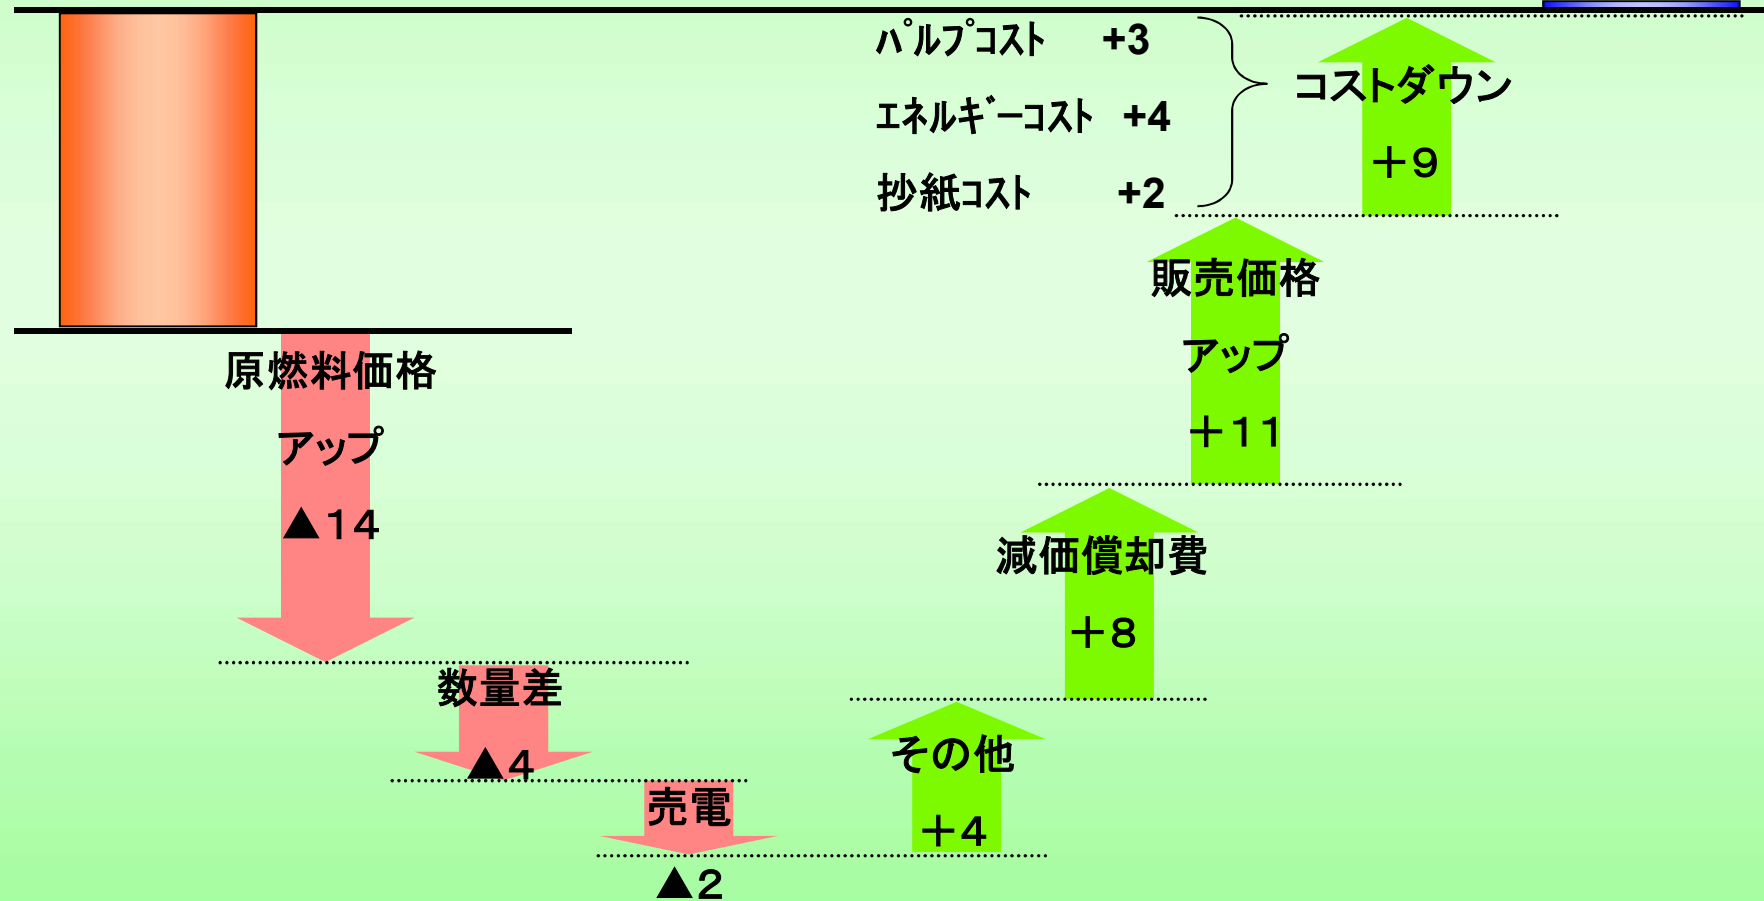 ﾊﾟﾙﾌﾟｺｽﾄ +3
ｴﾈﾙｷﾞｰｺｽﾄ +4
抄紙ｺｽﾄ +2
コストダウン
＋９
販売価格
アップ
＋１１
原燃料価格
アップ
▲１４
減価償却費
＋８
数量差
▲４
その他
＋４
売電
▲２